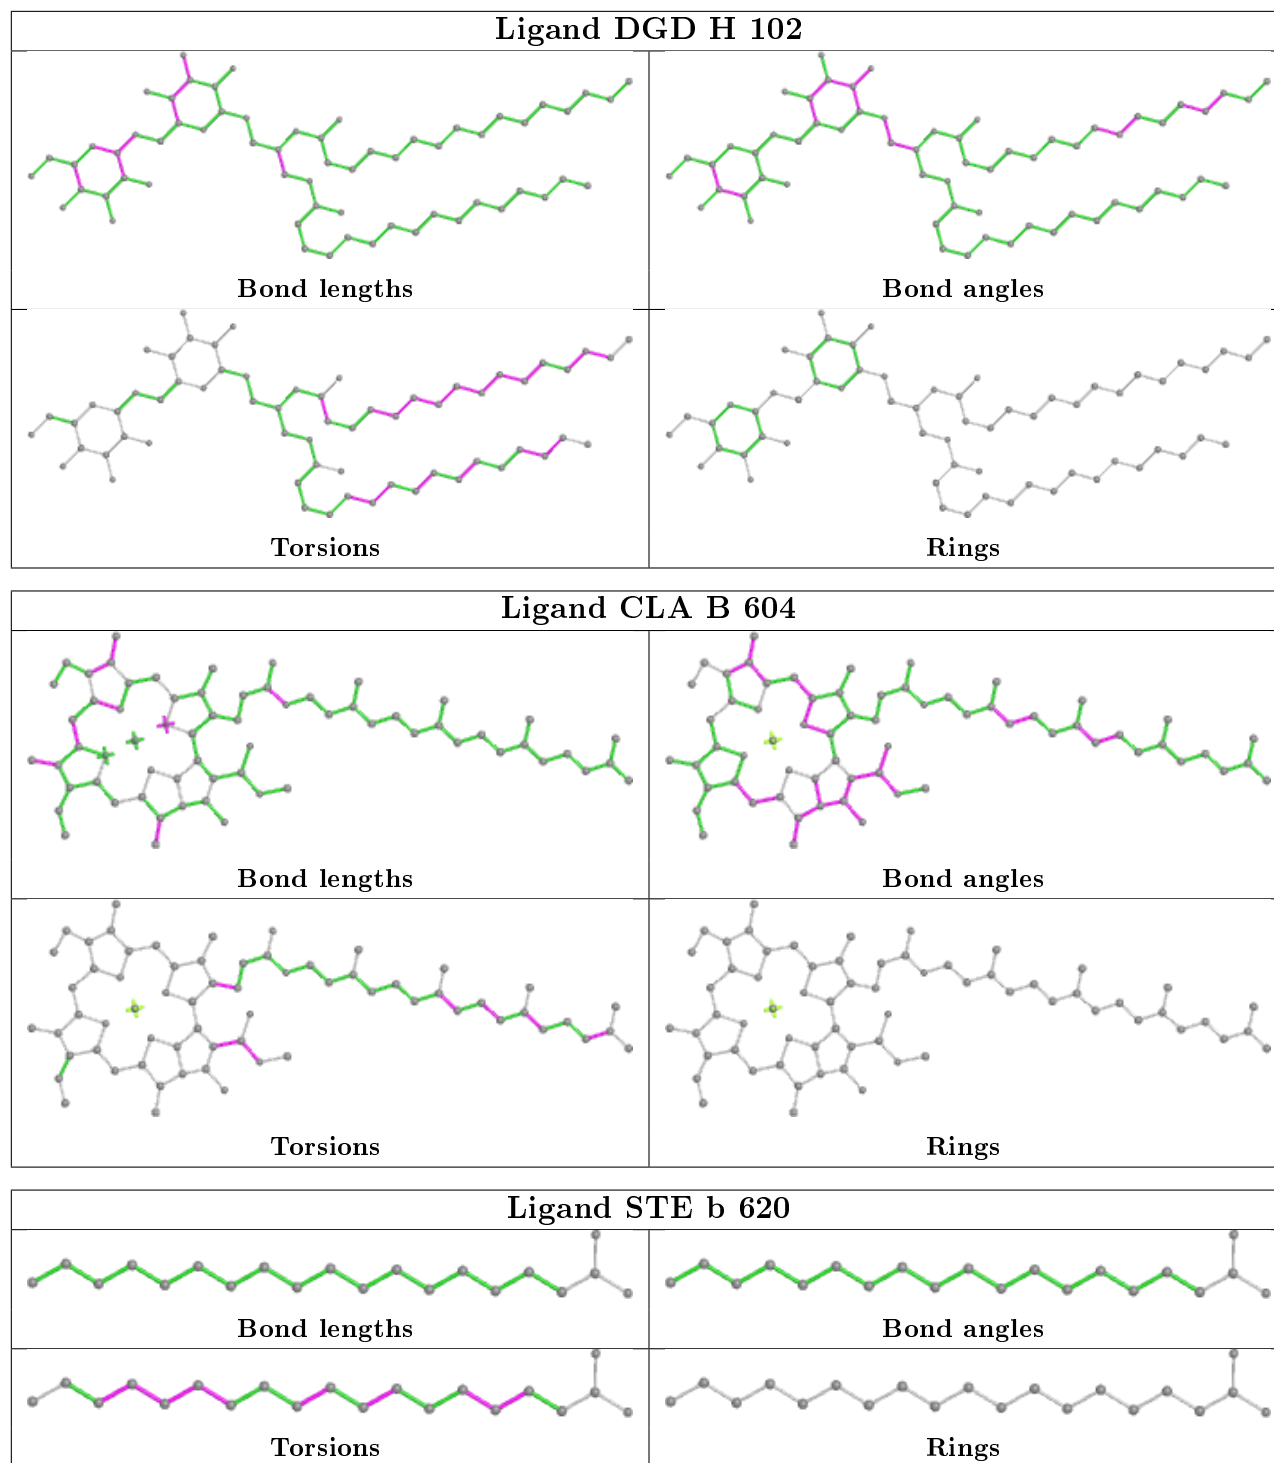 Ligand DGD H 102
Bond lengths
Bond angles
Torsions
Rings
Ligand CLA B 604
Bond lengths
Bond angles
Torsions
Rings
Ligand STE b 620
Bond lengths
Bond angles
Torsions
Rings